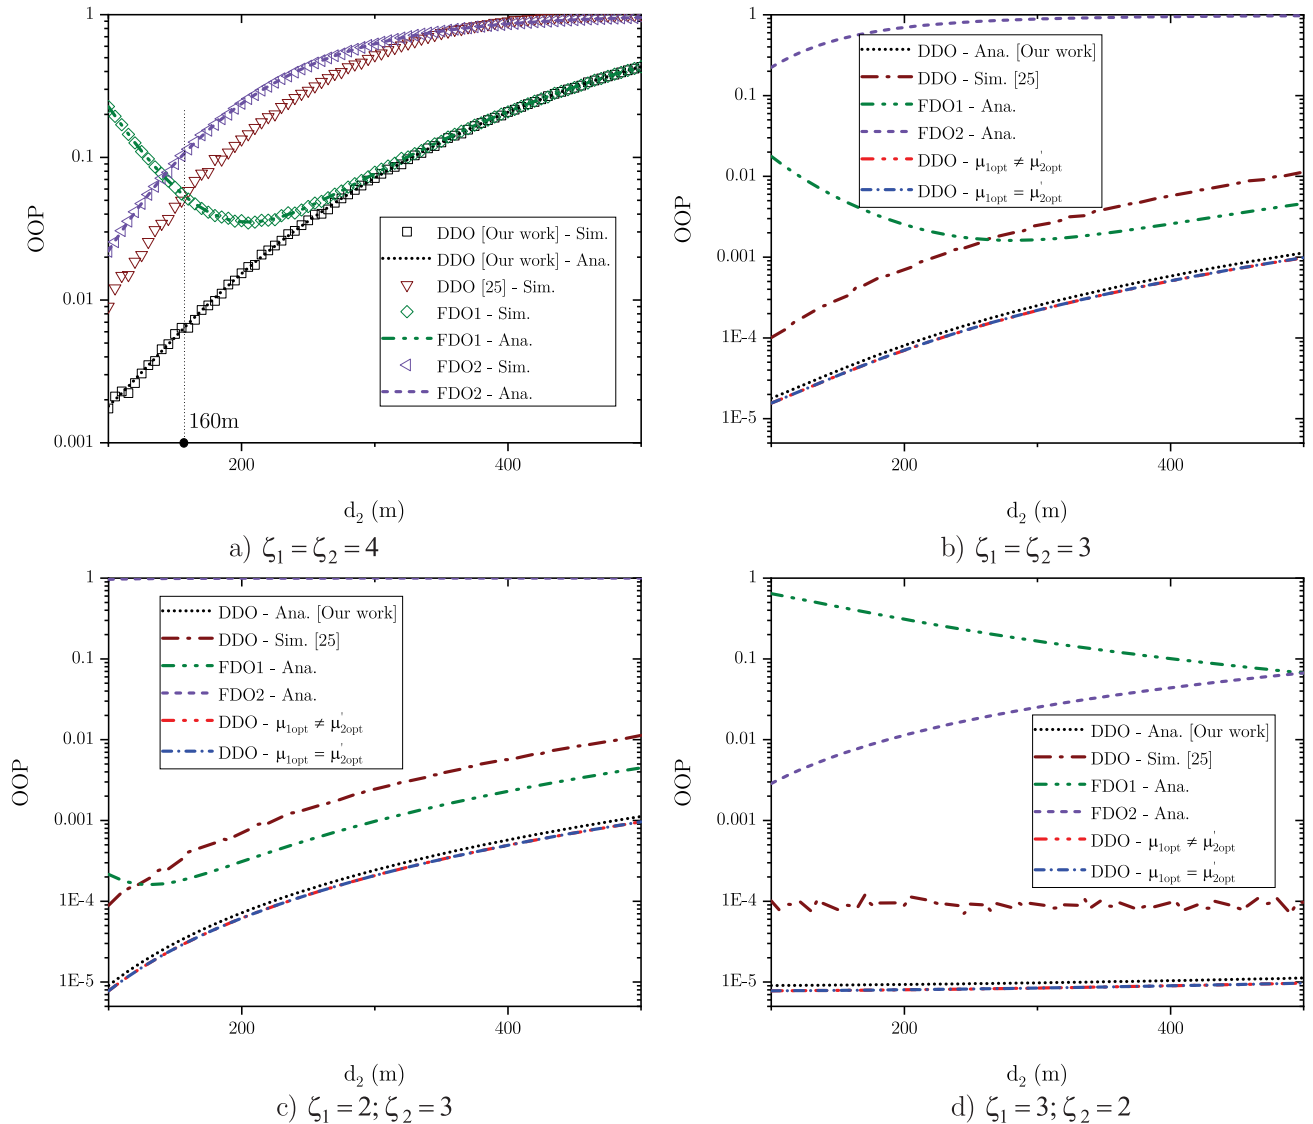 1
0.1
0.01
0.001
OOP
200
400
d₂ (m)
160m
DDO [Our work] - Sim.
DDO [Our work] - Ana.
DDO [25] - Sim.
FDO1 - Sim.
FDO1 - Ana.
FDO2 - Sim.
FDO2 - Ana.
a) ζ₁ = ζ₂ = 4
1
0.1
0.01
0.001
1E-4
1E-5
OOP
200
400
d₂ (m)
DDO - Ana. [Our work]
DDO - Sim. [25]
FDO1 - Ana.
FDO2 - Ana.
DDO - μ1opt ≠ μ'2opt
DDO - μ1opt = μ'2opt
b) ζ₁ = ζ₂ = 3
1
0.1
0.01
0.001
1E-4
1E-5
OOP
200
400
d₂ (m)
DDO - Ana. [Our work]
DDO - Sim. [25]
FDO1 - Ana.
FDO2 - Ana.
DDO - μ1opt ≠ μ'2opt
DDO - μ1opt = μ'2opt
c) ζ₁ = 2; ζ₂ = 3
1
0.1
0.01
0.001
1E-4
1E-5
OOP
200
400
d₂ (m)
DDO - Ana. [Our work]
DDO - Sim. [25]
FDO1 - Ana.
FDO2 - Ana.
DDO - μ1opt ≠ μ'2opt
DDO - μ1opt = μ'2opt
d) ζ₁ = 3; ζ₂ = 2